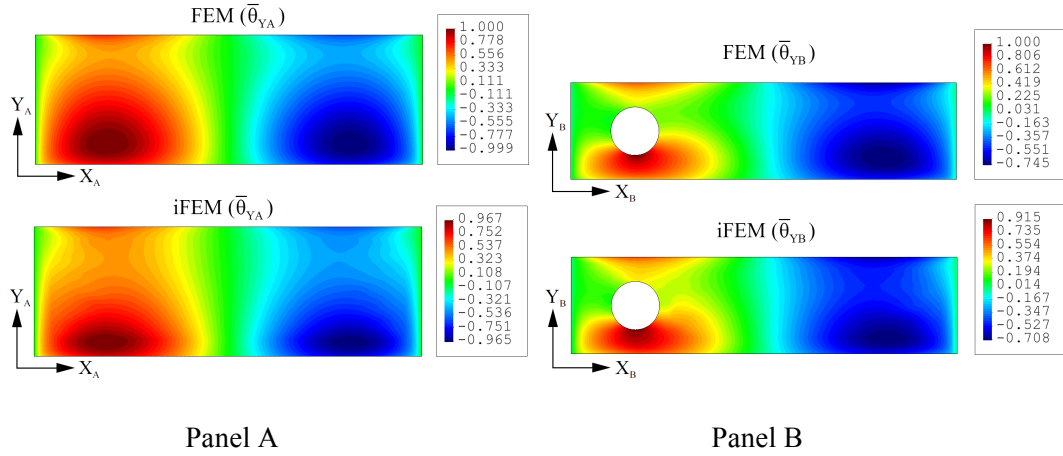 FEM (θ̅YA)
1.000
0.778
0.556
0.333
0.111
-0.111
-0.333
-0.555
-0.777
-0.999
YA
XA
iFEM (θ̅YA)
0.967
0.752
0.537
0.323
0.108
-0.107
-0.321
-0.536
-0.751
-0.965
YA
XA
Panel A
FEM (θ̅YB)
1.000
0.806
0.612
0.419
0.225
0.031
-0.163
-0.357
-0.551
-0.745
YB
XB
iFEM (θ̅YB)
0.915
0.735
0.554
0.374
0.194
0.014
-0.167
-0.347
-0.527
-0.708
YB
XB
Panel B